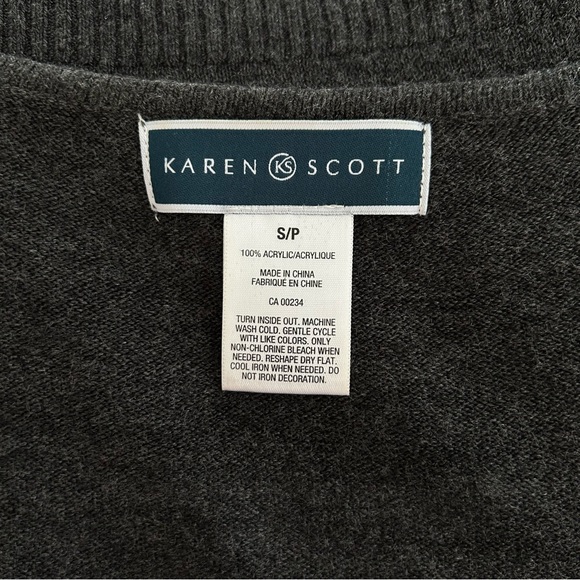 KAREN KS SCOTT
S/P
100% ACRYLIC/ACRYLIQUE
MADE IN CHINA
FABRIQUE EN CHINE
CA 00234
TURN INSIDE OUT. MACHINE
WASH COLD. GENTLE CYCLE
WITH LIKE COLORS. ONLY
NON-CHLORINE BLEACH WHEN
NEEDED. RESHAPE DRY FLAT.
COOL IRON WHEN NEEDED. DO
NOT IRON DECORATION.